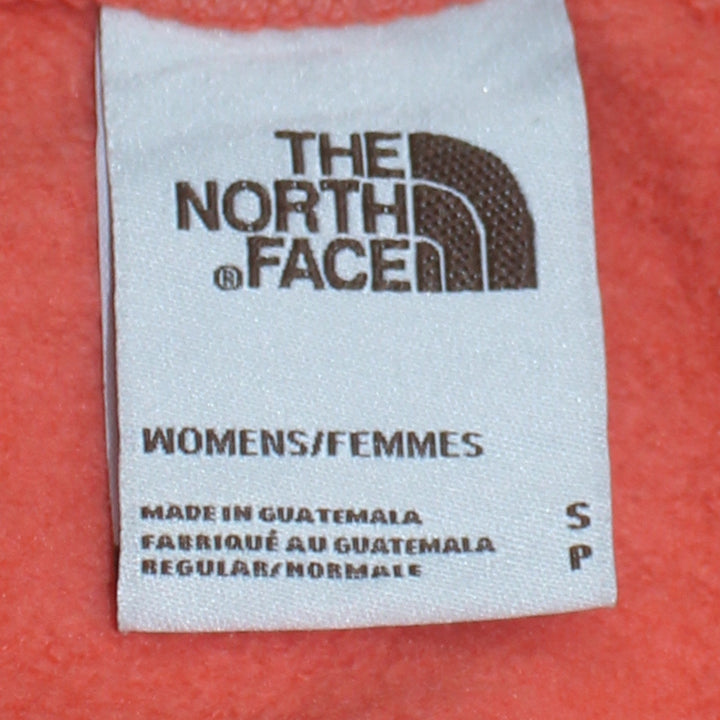 THE
NORTH
®FACE
WOMENS/FEMMES
MADE IN GUATEMALA S
FABRIQUÉ AU GUATEMALA P
REGULAR/NORMALE